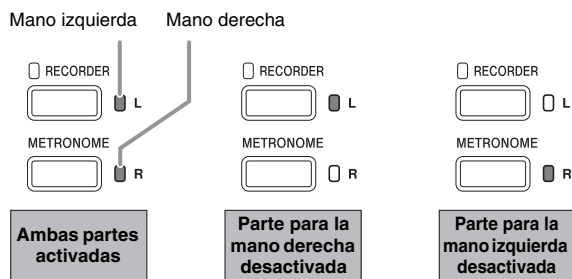 Mano izquierda Mano derecha
RECORDER RECORDER RECORDER
L L L
METRONOME METRONOME METRONOME
R R R
Ambas partes
activadas
Parte para la
mano derecha
desactivada
Parte para la
mano izquierda
desactivada